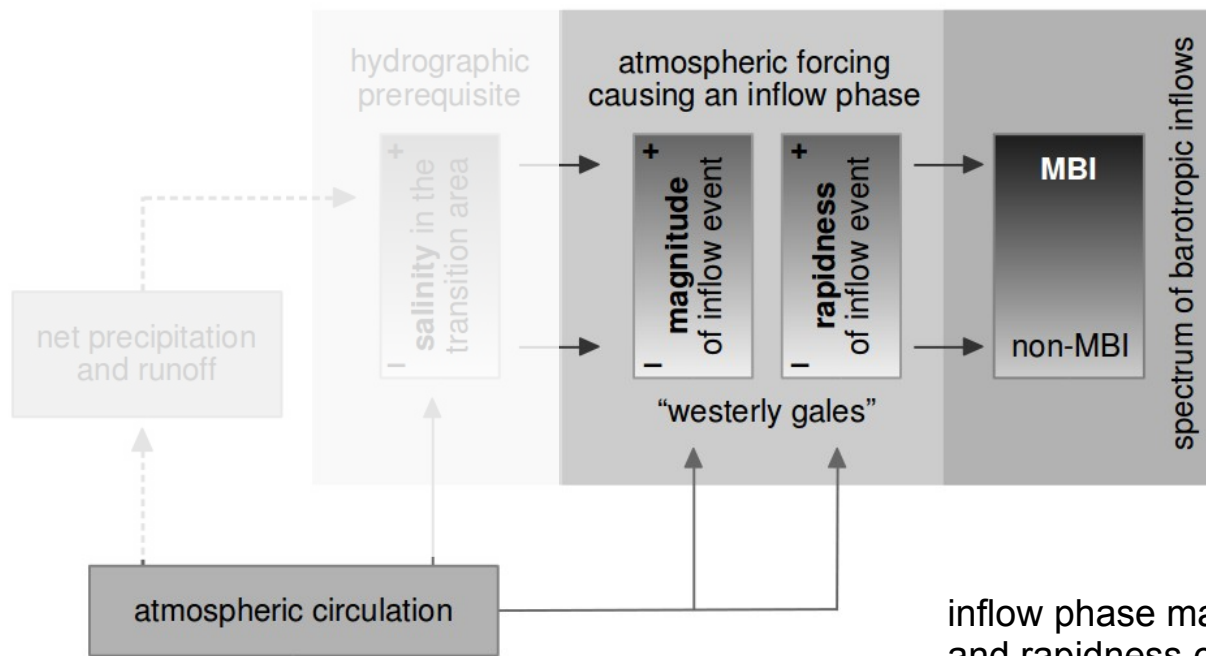 hydrographic
prerequisite
atmospheric forcing
causing an inflow phase
spectrum of barotropic inflows
+
salinity in the
transition area
–
+
magnitude
of inflow event
–
+
rapidness
of inflow event
–
MBI
non-MBI
"westerly gales"
net precipitation
and runoff
atmospheric circulation
inflow phase ma
and rapidness